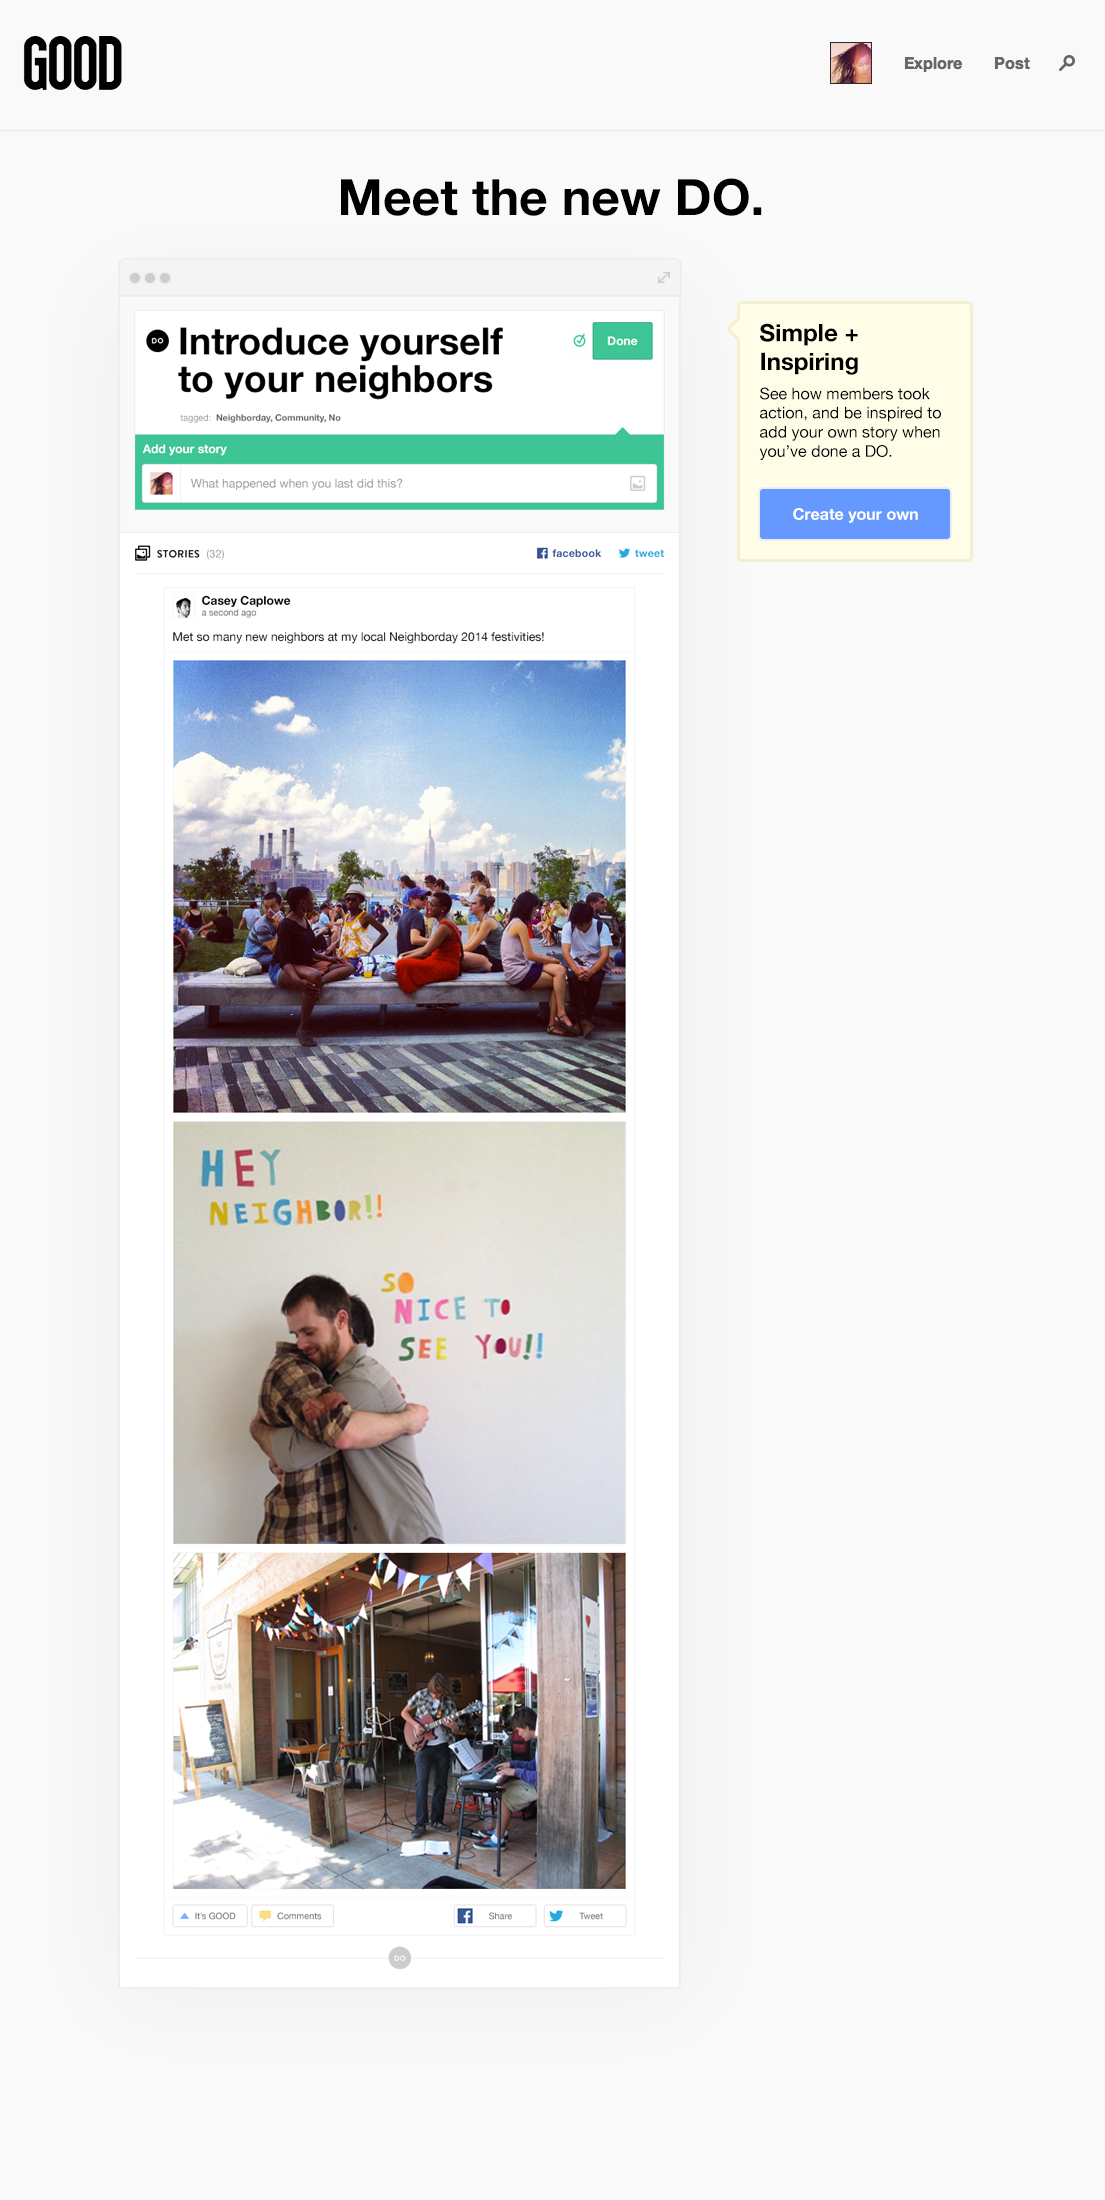 GOOD
Explore
Post
Meet the new DO.
DO
Introduce yourself
to your neighbors
Done
tagged: Neighborday, Community, No
Add your story
What happened when you last did this?
STORIES (32)
facebook
tweet
Simple +
Inspiring
See how members took
action, and be inspired to
add your own story when
you've done a DO.
Create your own
Casey Caplowe
a second ago
Met so many new neighbors at my local Neighborday 2014 festivities!
HEY
NEIGHBOR!!
SO
NICE TO
SEE YOU!!
OPEN
It's GOOD
Comments
Share
Tweet
DO